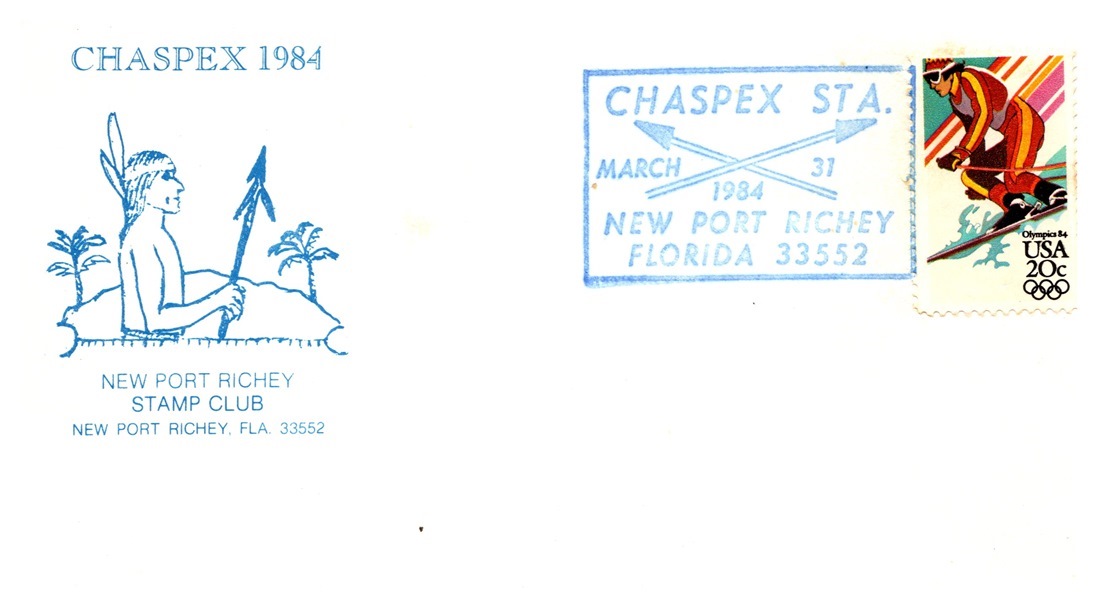 CHASPEX 1984
NEW PORT RICHEY
STAMP CLUB
NEW PORT RICHEY, FLA. 33552
CHASPEX STA.
MARCH 31
1984
NEW PORT RICHEY
FLORIDA 33552
Olympics 84
USA
20c